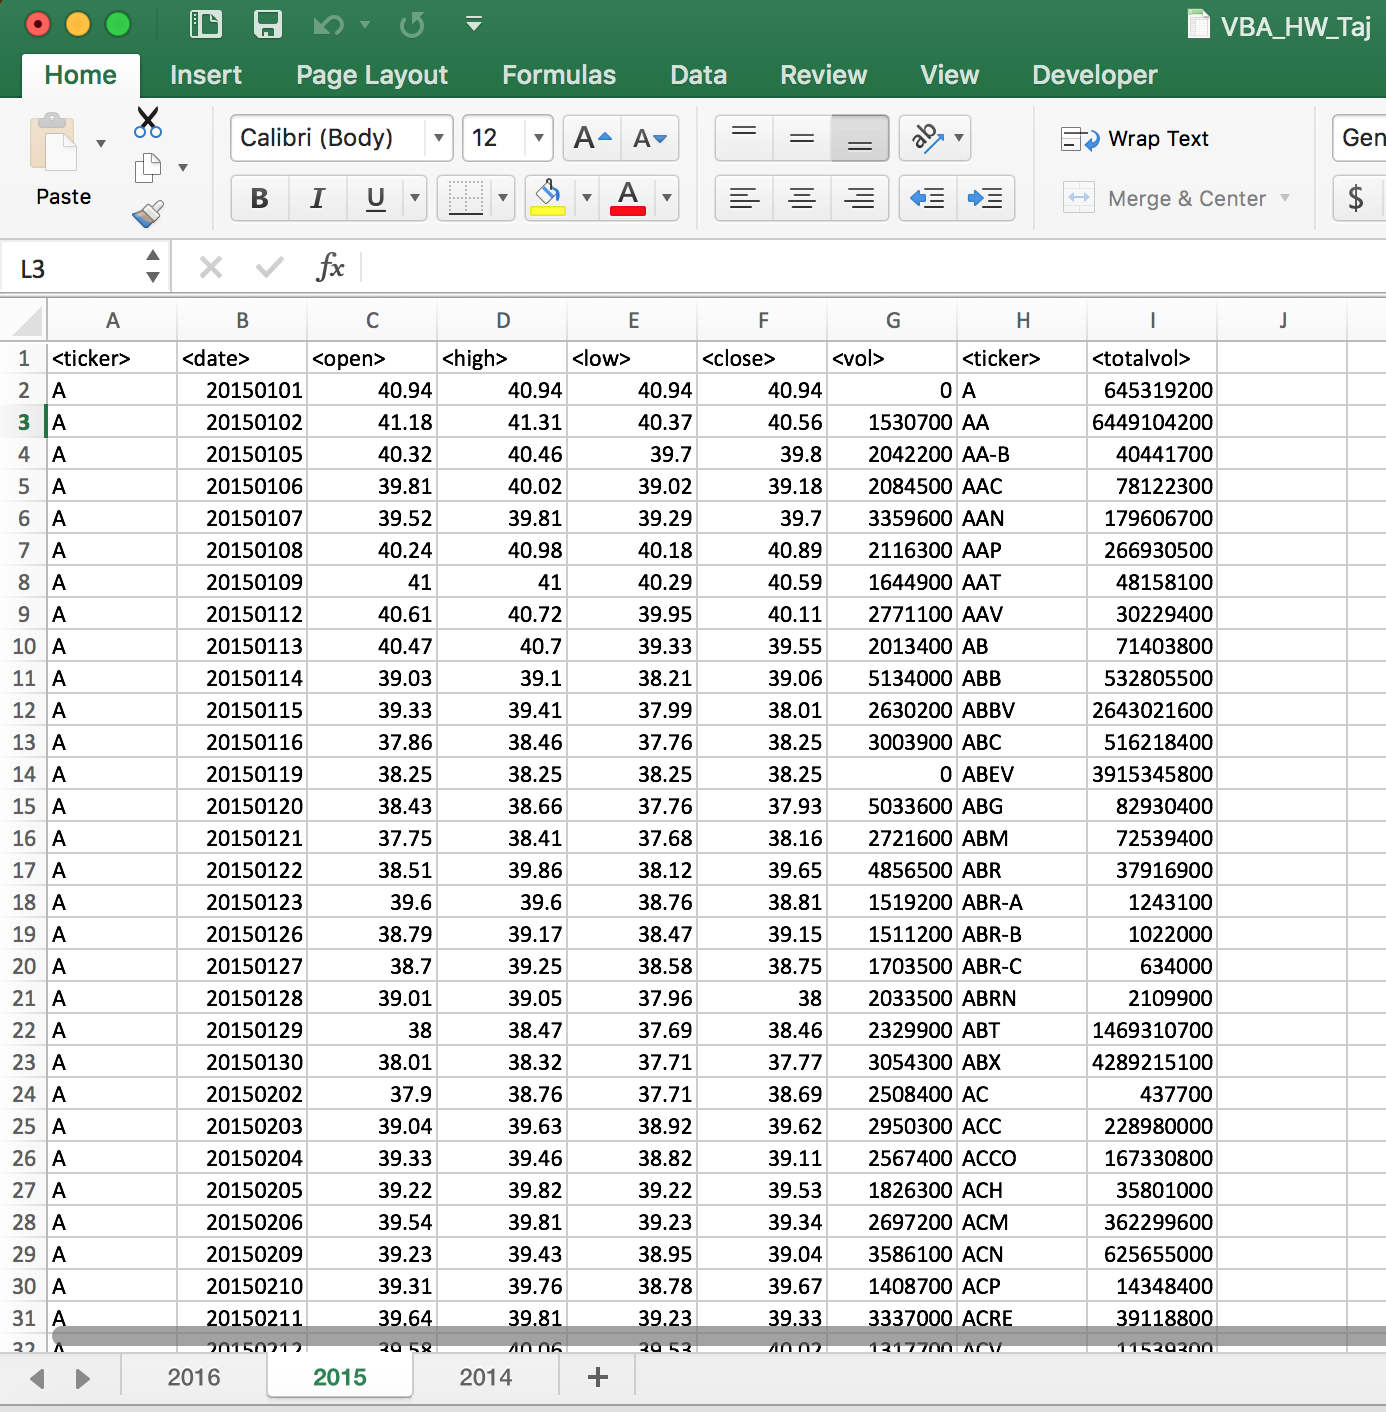 VBA_HW_Taj
Home Insert Page Layout Formulas Data Review View Developer
Calibri (Body) 12 A A ab Wrap Text Gen
Paste B I U A Merge & Center $
L3 fx
A B C D E F G H I J
1 <ticker> <date> <open> <high> <low> <close> <vol> <ticker> <totalvol>
2 A 20150101 40.94 40.94 40.94 40.94 0 A 645319200
3 A 20150102 41.18 41.31 40.37 40.56 1530700 AA 6449104200
4 A 20150105 40.32 40.46 39.7 39.8 2042200 AA-B 40441700
5 A 20150106 39.81 40.02 39.02 39.18 2084500 AAC 78122300
6 A 20150107 39.52 39.81 39.29 39.7 3359600 AAN 179606700
7 A 20150108 40.24 40.98 40.18 40.89 2116300 AAP 266930500
8 A 20150109 41 41 40.29 40.59 1644900 AAT 48158100
9 A 20150112 40.61 40.72 39.95 40.11 2771100 AAV 30229400
10 A 20150113 40.47 40.7 39.33 39.55 2013400 AB 71403800
11 A 20150114 39.03 39.1 38.21 39.06 5134000 ABB 532805500
12 A 20150115 39.33 39.41 37.99 38.01 2630200 ABBV 2643021600
13 A 20150116 37.86 38.46 37.76 38.25 3003900 ABC 516218400
14 A 20150119 38.25 38.25 38.25 38.25 0 ABEV 3915345800
15 A 20150120 38.43 38.66 37.76 37.93 5033600 ABG 82930400
16 A 20150121 37.75 38.41 37.68 38.16 2721600 ABM 72539400
17 A 20150122 38.51 39.86 38.12 39.65 4856500 ABR 37916900
18 A 20150123 39.6 39.6 38.76 38.81 1519200 ABR-A 1243100
19 A 20150126 38.79 39.17 38.47 39.15 1511200 ABR-B 1022000
20 A 20150127 38.7 39.25 38.58 38.75 1703500 ABR-C 634000
21 A 20150128 39.01 39.05 37.96 38 2033500 ABRN 2109900
22 A 20150129 38 38.47 37.69 38.46 2329900 ABT 1469310700
23 A 20150130 38.01 38.32 37.71 37.77 3054300 ABX 4289215100
24 A 20150202 37.9 38.76 37.71 38.69 2508400 AC 437700
25 A 20150203 39.04 39.63 38.92 39.62 2950300 ACC 228980000
26 A 20150204 39.33 39.46 38.82 39.11 2567400 ACCO 167330800
27 A 20150205 39.22 39.82 39.22 39.53 1826300 ACH 35801000
28 A 20150206 39.54 39.81 39.23 39.34 2697200 ACM 362299600
29 A 20150209 39.23 39.43 38.95 39.04 3586100 ACN 625655000
30 A 20150210 39.31 39.76 38.78 39.67 1408700 ACP 14348400
31 A 20150211 39.64 39.81 39.23 39.33 3337000 ACRE 39118800
32 A 20150212 39.58 40.06 39.53 40.02 1317700 ACV 11539300
2016 2015 2014 +